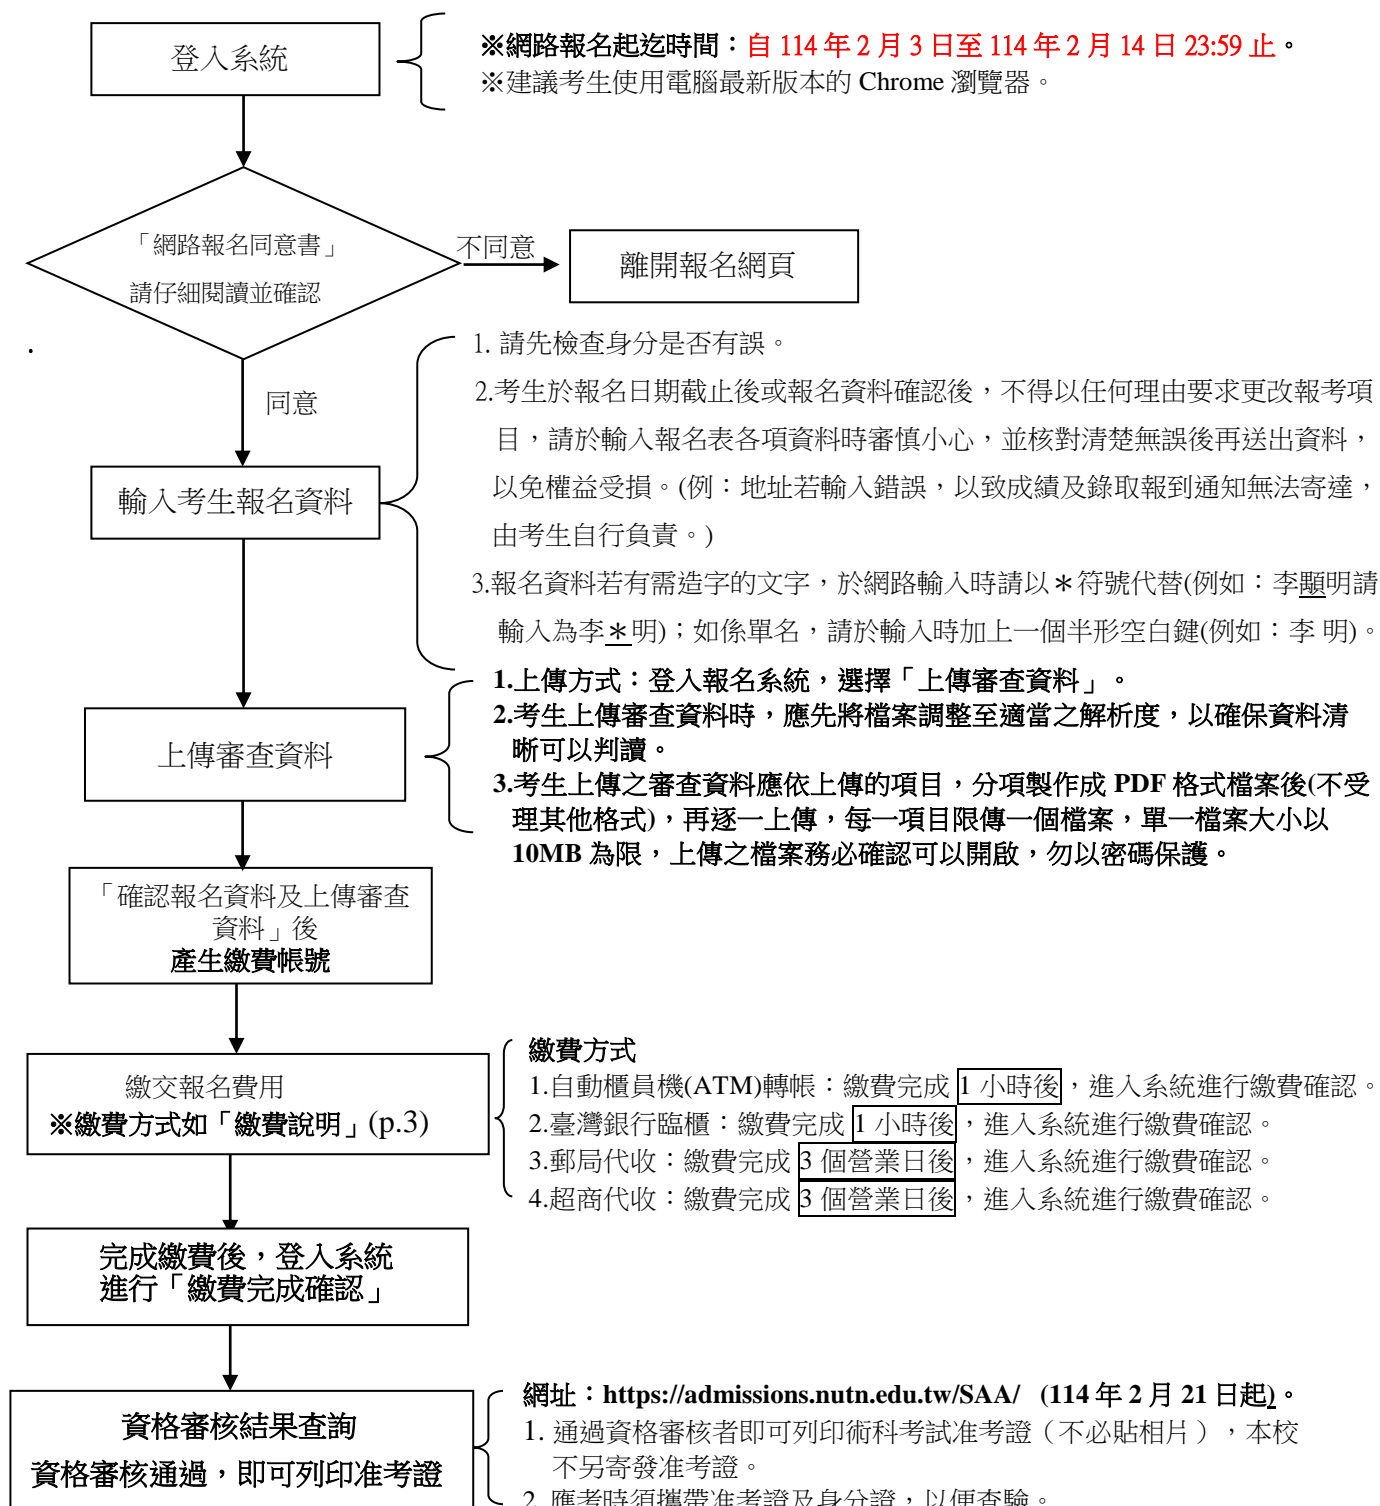 登入系統
※網路報名起迄時間：自 114 年 2 月 3 日至 114 年 2 月 14 日 23:59 止。
※建議考生使用電腦最新版本的 Chrome 瀏覽器。
「網路報名同意書」
請仔細閱讀並確認
不同意
離開報名網頁
同意
輸入考生報名資料
1. 請先檢查身分是否有誤。
2.考生於報名日期截止後或報名資料確認後，不得以任何理由要求更改報考項
目，請於輸入報名表各項資料時審慎小心，並核對清楚無誤後再送出資料，
以免權益受損。(例：地址若輸入錯誤，以致成績及錄取報到通知無法寄達，
由考生自行負責。)
3.報名資料若有需造字的文字，於網路輸入時請以＊符號代替(例如：李顒明請
輸入為李＊明)；如係單名，請於輸入時加上一個半形空白鍵(例如：李 明)。
上傳審查資料
1.上傳方式：登入報名系統，選擇「上傳審查資料」。
2.考生上傳審查資料時，應先將檔案調整至適當之解析度，以確保資料清
晰可以判讀。
3.考生上傳之審查資料應依上傳的項目，分項製作成 PDF 格式檔案後(不受
理其他格式)，再逐一上傳，每一項目限傳一個檔案，單一檔案大小以
10MB 為限，上傳之檔案務必確認可以開啟，勿以密碼保護。
「確認報名資料及上傳審查
資料」後
產生繳費帳號
繳交報名費用
※繳費方式如「繳費說明」(p.3)
繳費方式
1.自動櫃員機(ATM)轉帳：繳費完成 1 小時後，進入系統進行繳費確認。
2.臺灣銀行臨櫃：繳費完成 1 小時後，進入系統進行繳費確認。
3.郵局代收：繳費完成 3 個營業日後，進入系統進行繳費確認。
4.超商代收：繳費完成 3 個營業日後，進入系統進行繳費確認。
完成繳費後，登入系統
進行「繳費完成確認」
資格審核結果查詢
資格審核通過，即可列印准考證
網址：https://admissions.nutn.edu.tw/SAA/ (114 年 2 月 21 日起)。
1. 通過資格審核者即可列印術科考試准考證（不必貼相片），本校
不另寄發准考證。
2. 應考時須攜帶准考證及身分證，以便查驗。